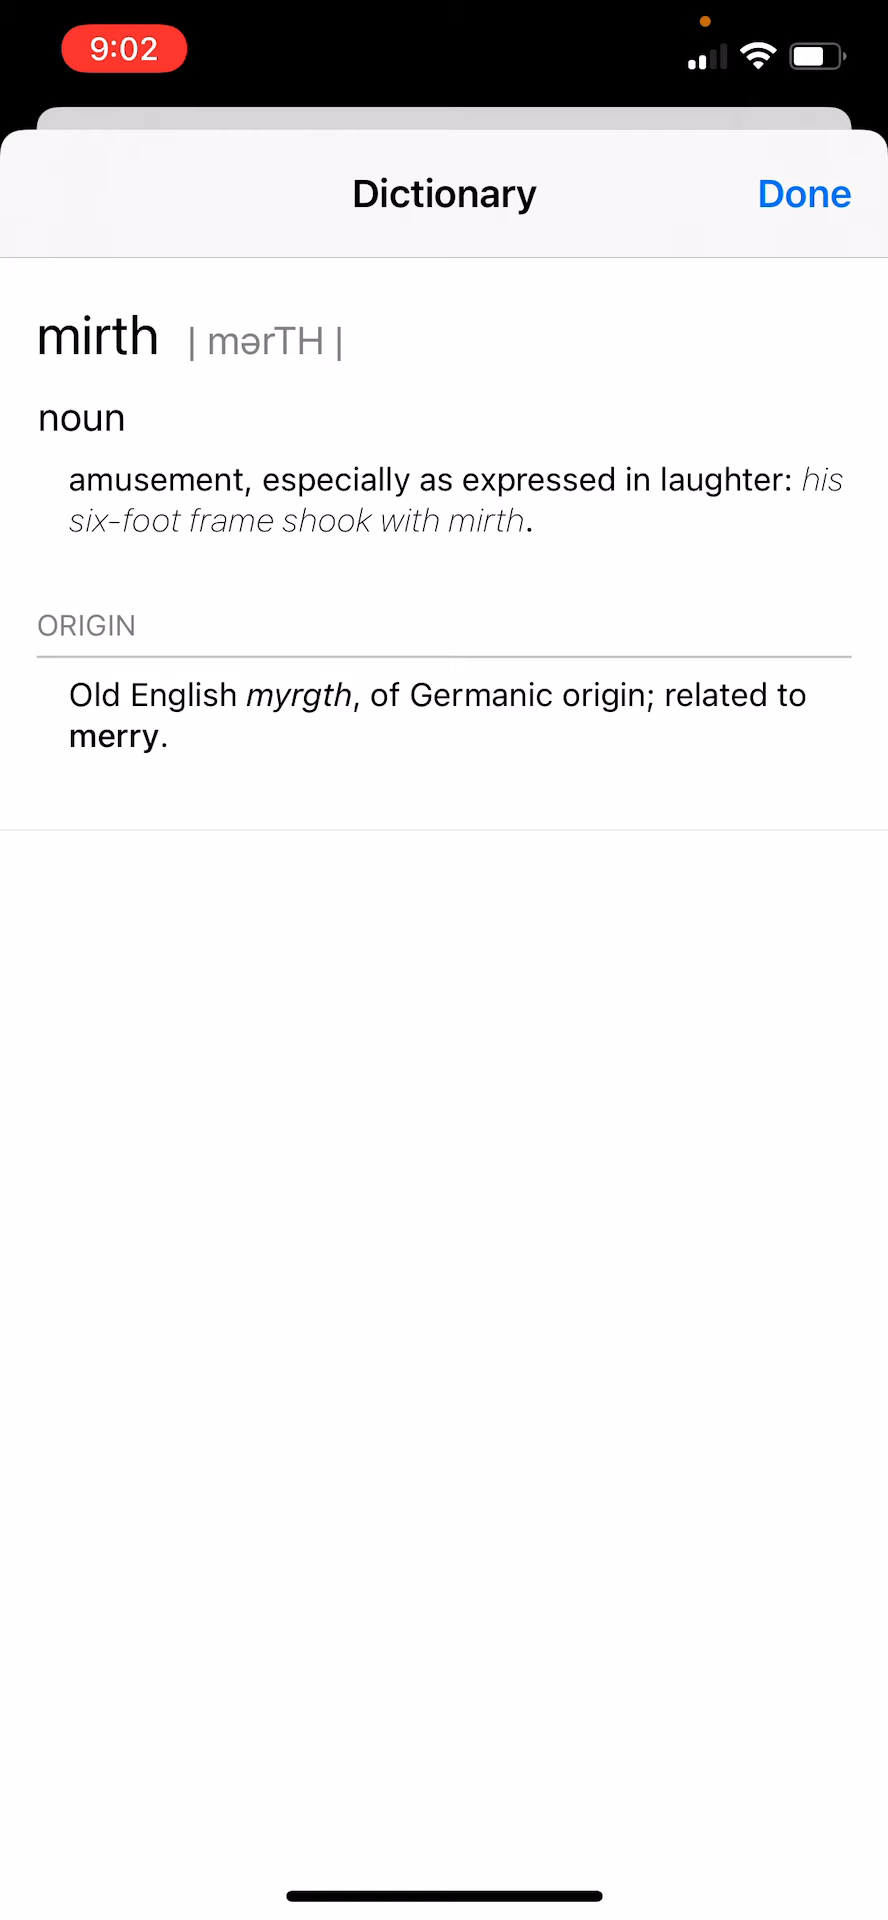 9:02
Dictionary
Done
mirth | mərTH |
noun
amusement, especially as expressed in laughter: his
six-foot frame shook with mirth.
ORIGIN
Old English myrgth, of Germanic origin; related to
merry.